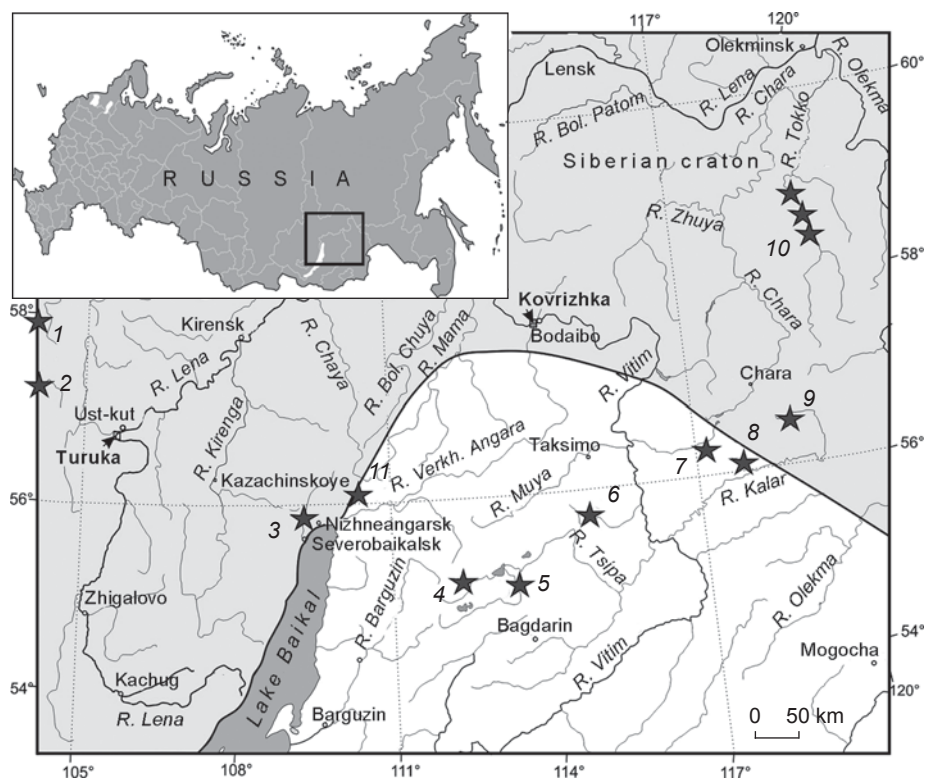 117°
120°
Olekminsk
60°
R. Olekma
Lensk
R. Lena
R. Chara
R. Bol. Patom
R. Tokko
Siberian craton
RUSSIA
R. Zhuya
10
58°
R. Chara
Kovrizhka
Bodaibo
58°
1
Kirensk
R. Chaya
R. Bol. Chuya
R. Mama
R. Lena
R. Vitim
Chara
2
9
Ust-kut
R. Kirenga
Turuka
8
Taksimo
R. Verkh. Angara
7
56°
11
Kazachinskoye
R. Kalar
R. Muya
6
56°
3
Nizhneangarsk
Severobaikalsk
R. Tsipa
4
5
R. Barguzin
R. Olekma
Zhigalovo
Bagdarin
54°
Lake Baikal
R. Vitim
Mogocha
Kachug
54°
120°
R. Lena
Barguzin
0 50 km
105°
108°
111°
114°
117°